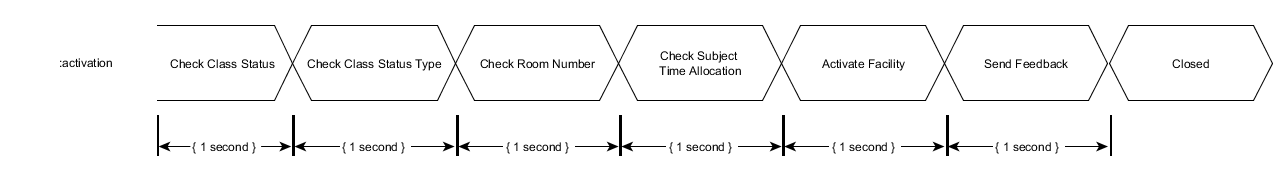 :activation
Check Class Status
Check Class Status Type
Check Room Number
Check Subject
Time Allocation
Activate Facility
Send Feedback
Closed
{ 1 second }
{ 1 second }
{ 1 second }
{ 1 second }
{ 1 second }
{ 1 second }